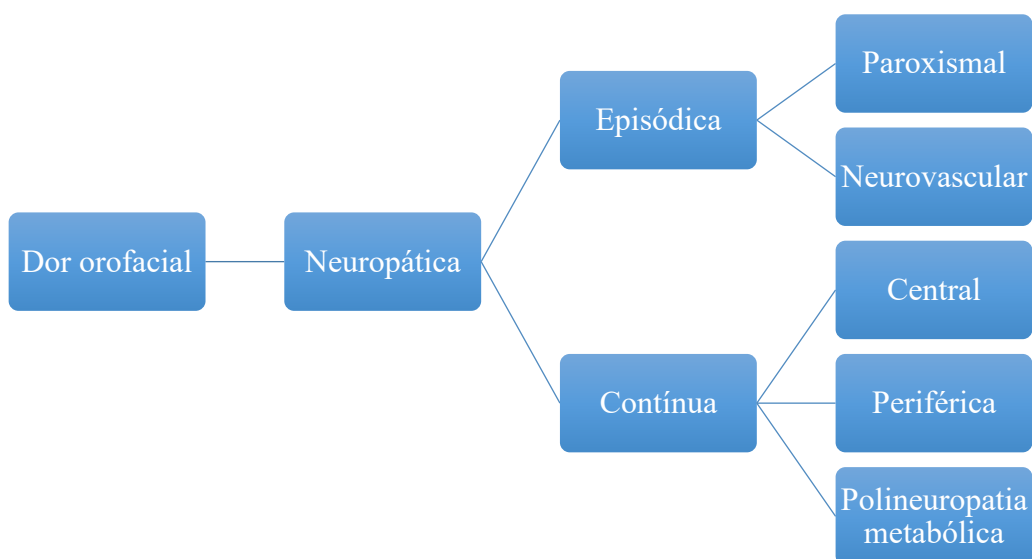 Dor orofacial
Neuropática
Episódica
Paroxismal
Neurovascular
Contínua
Central
Periférica
Polineuropatia
metabólica